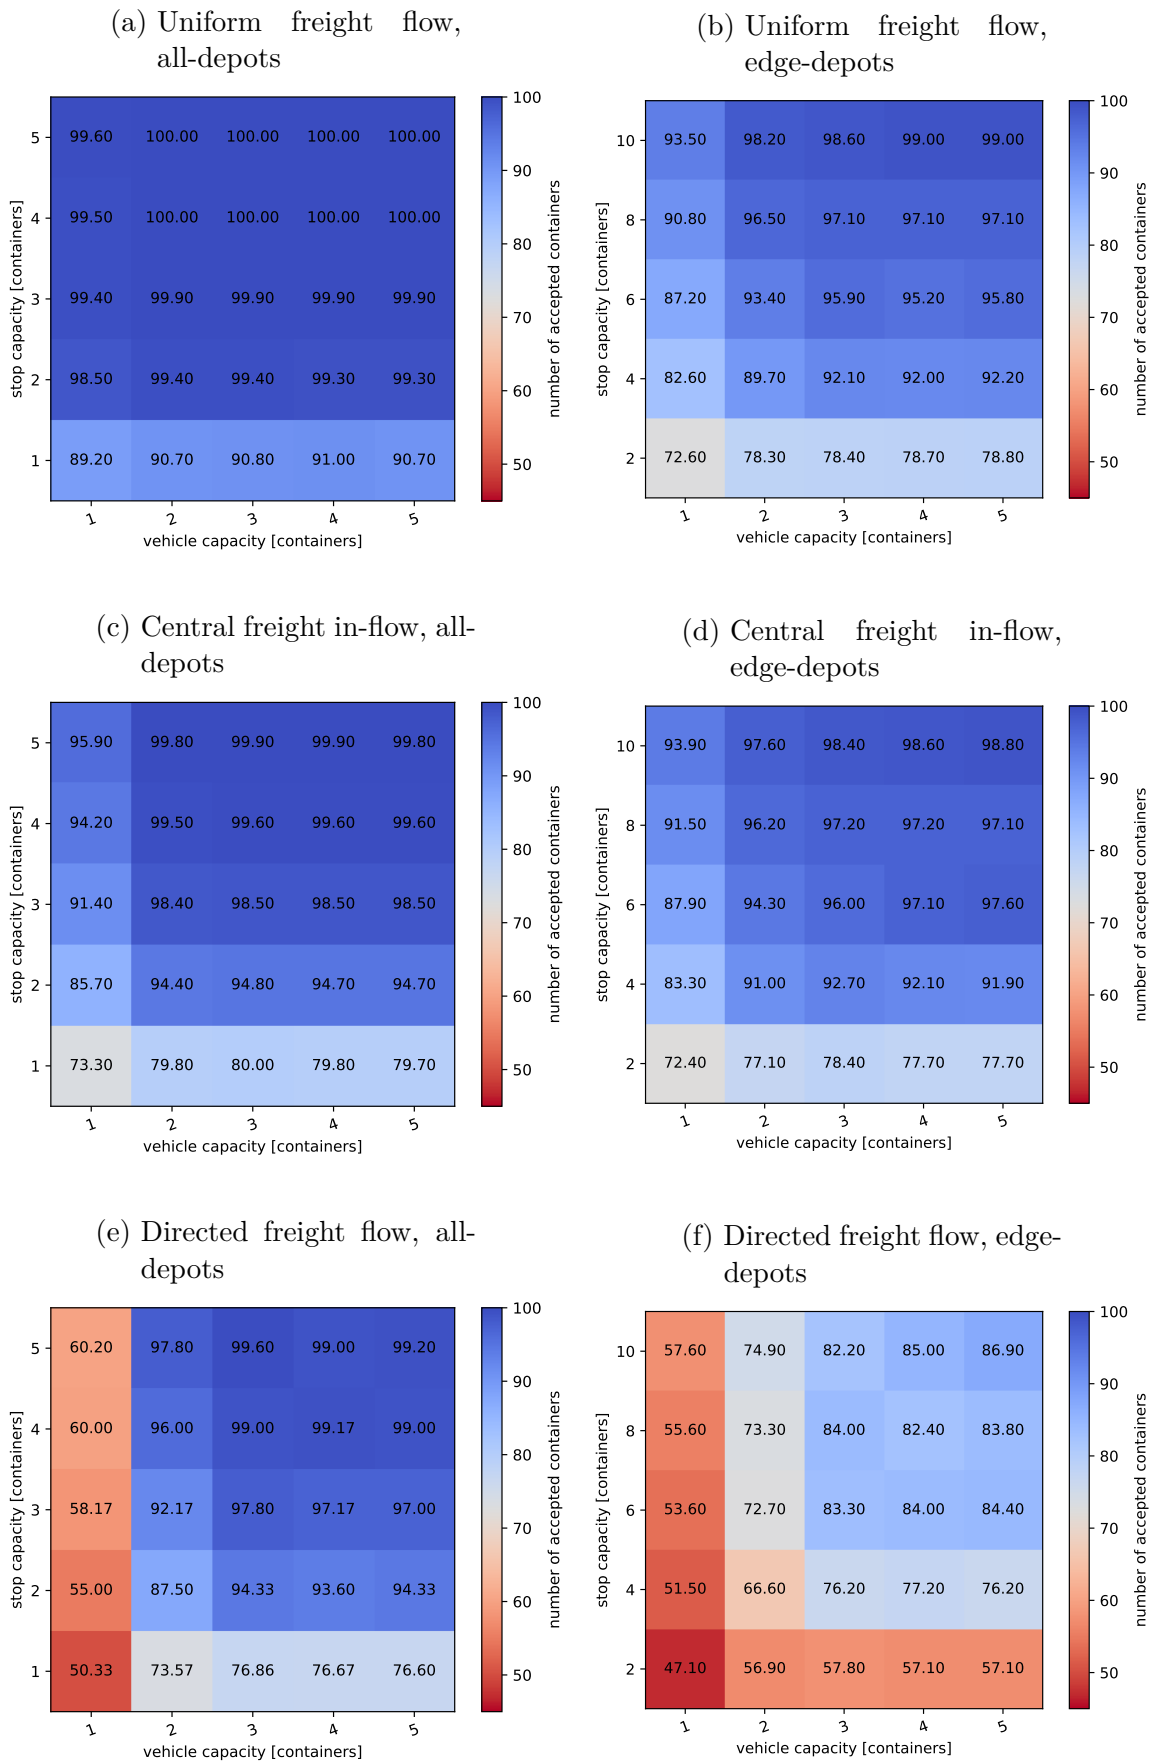 (a) Uniform freight flow,
all-depots
5 99.60 100.00 100.00 100.00 100.00
4 99.50 100.00 100.00 100.00 100.00
3 99.40 99.90 99.90 99.90 99.90
2 98.50 99.40 99.40 99.30 99.30
1 89.20 90.70 90.80 91.00 90.70
1 2 3 4 5
vehicle capacity [containers]
stop capacity [containers]
100
90
80
70
60
50
number of accepted containers
(b) Uniform freight flow,
edge-depots
10 93.50 98.20 98.60 99.00 99.00
8 90.80 96.50 97.10 97.10 97.10
6 87.20 93.40 95.90 95.20 95.80
4 82.60 89.70 92.10 92.00 92.20
2 72.60 78.30 78.40 78.70 78.80
1 2 3 4 5
vehicle capacity [containers]
stop capacity [containers]
100
90
80
70
60
50
number of accepted containers
(c) Central freight in-flow, all-
depots
5 95.90 99.80 99.90 99.90 99.80
4 94.20 99.50 99.60 99.60 99.60
3 91.40 98.40 98.50 98.50 98.50
2 85.70 94.40 94.80 94.70 94.70
1 73.30 79.80 80.00 79.80 79.70
1 2 3 4 5
vehicle capacity [containers]
stop capacity [containers]
100
90
80
70
60
50
number of accepted containers
(d) Central freight in-flow,
edge-depots
10 93.90 97.60 98.40 98.60 98.80
8 91.50 96.20 97.20 97.20 97.10
6 87.90 94.30 96.00 97.10 97.60
4 83.30 91.00 92.70 92.10 91.90
2 72.40 77.10 78.40 77.70 77.70
1 2 3 4 5
vehicle capacity [containers]
stop capacity [containers]
100
90
80
70
60
50
number of accepted containers
(e) Directed freight flow, all-
depots
5 60.20 97.80 99.60 99.00 99.20
4 60.00 96.00 99.00 99.17 99.00
3 58.17 92.17 97.80 97.17 97.00
2 55.00 87.50 94.33 93.60 94.33
1 50.33 73.57 76.86 76.67 76.60
1 2 3 4 5
vehicle capacity [containers]
stop capacity [containers]
100
90
80
70
60
50
number of accepted containers
(f) Directed freight flow, edge-
depots
10 57.60 74.90 82.20 85.00 86.90
8 55.60 73.30 84.00 82.40 83.80
6 53.60 72.70 83.30 84.00 84.40
4 51.50 66.60 76.20 77.20 76.20
2 47.10 56.90 57.80 57.10 57.10
1 2 3 4 5
vehicle capacity [containers]
stop capacity [containers]
100
90
80
70
60
50
number of accepted containers